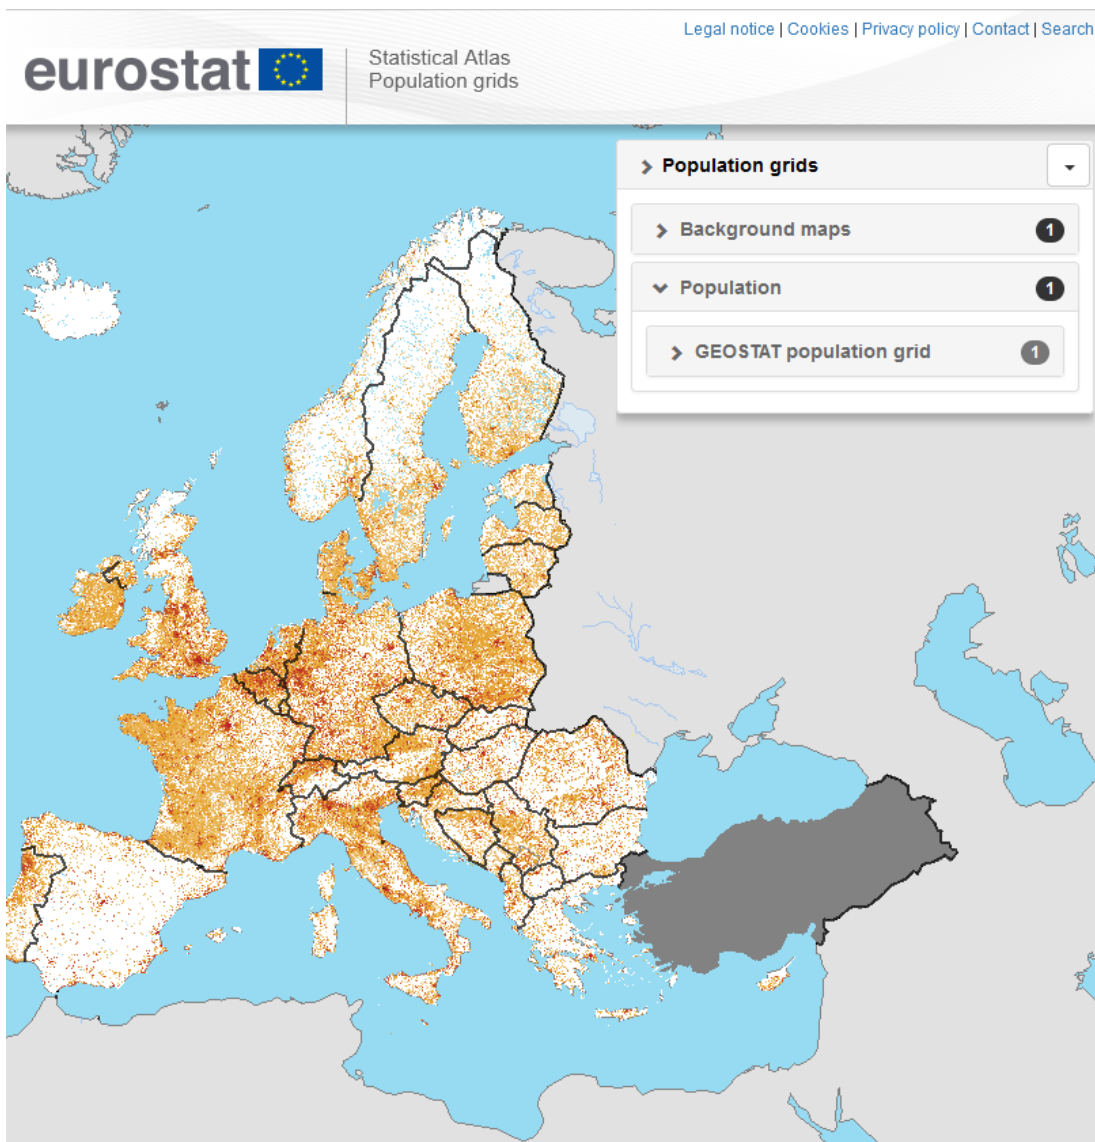 Legal notice | Cookies | Privacy policy | Contact | Search
eurostat
Statistical Atlas
Population grids
Population grids
Background maps 1
Population 1
GEOSTAT population grid 1